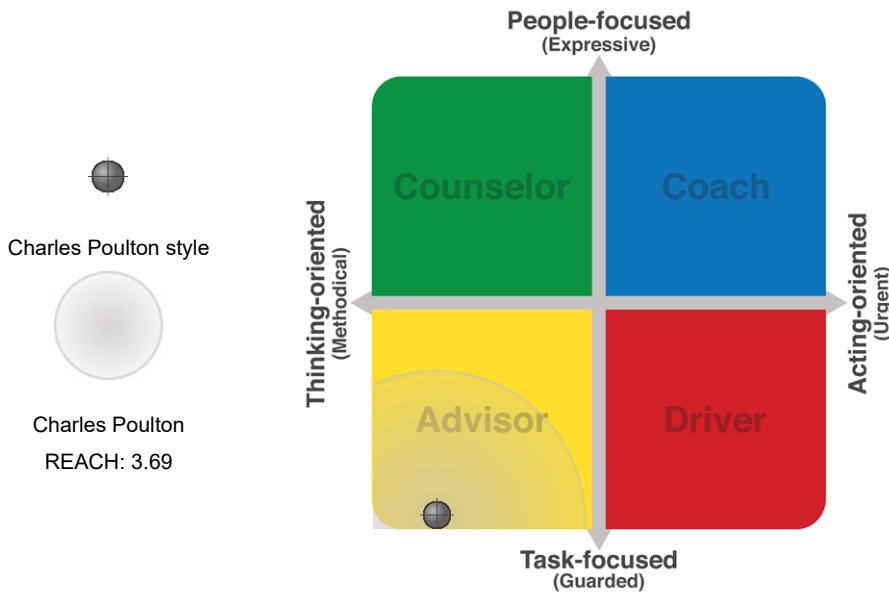 People-focused
(Expressive)
Counselor
Coach
Charles Poulton style
Thinking-oriented
(Methodical)
Acting-oriented
(Urgent)
Charles Poulton
REACH: 3.69
Advisor
Driver
Task-focused
(Guarded)